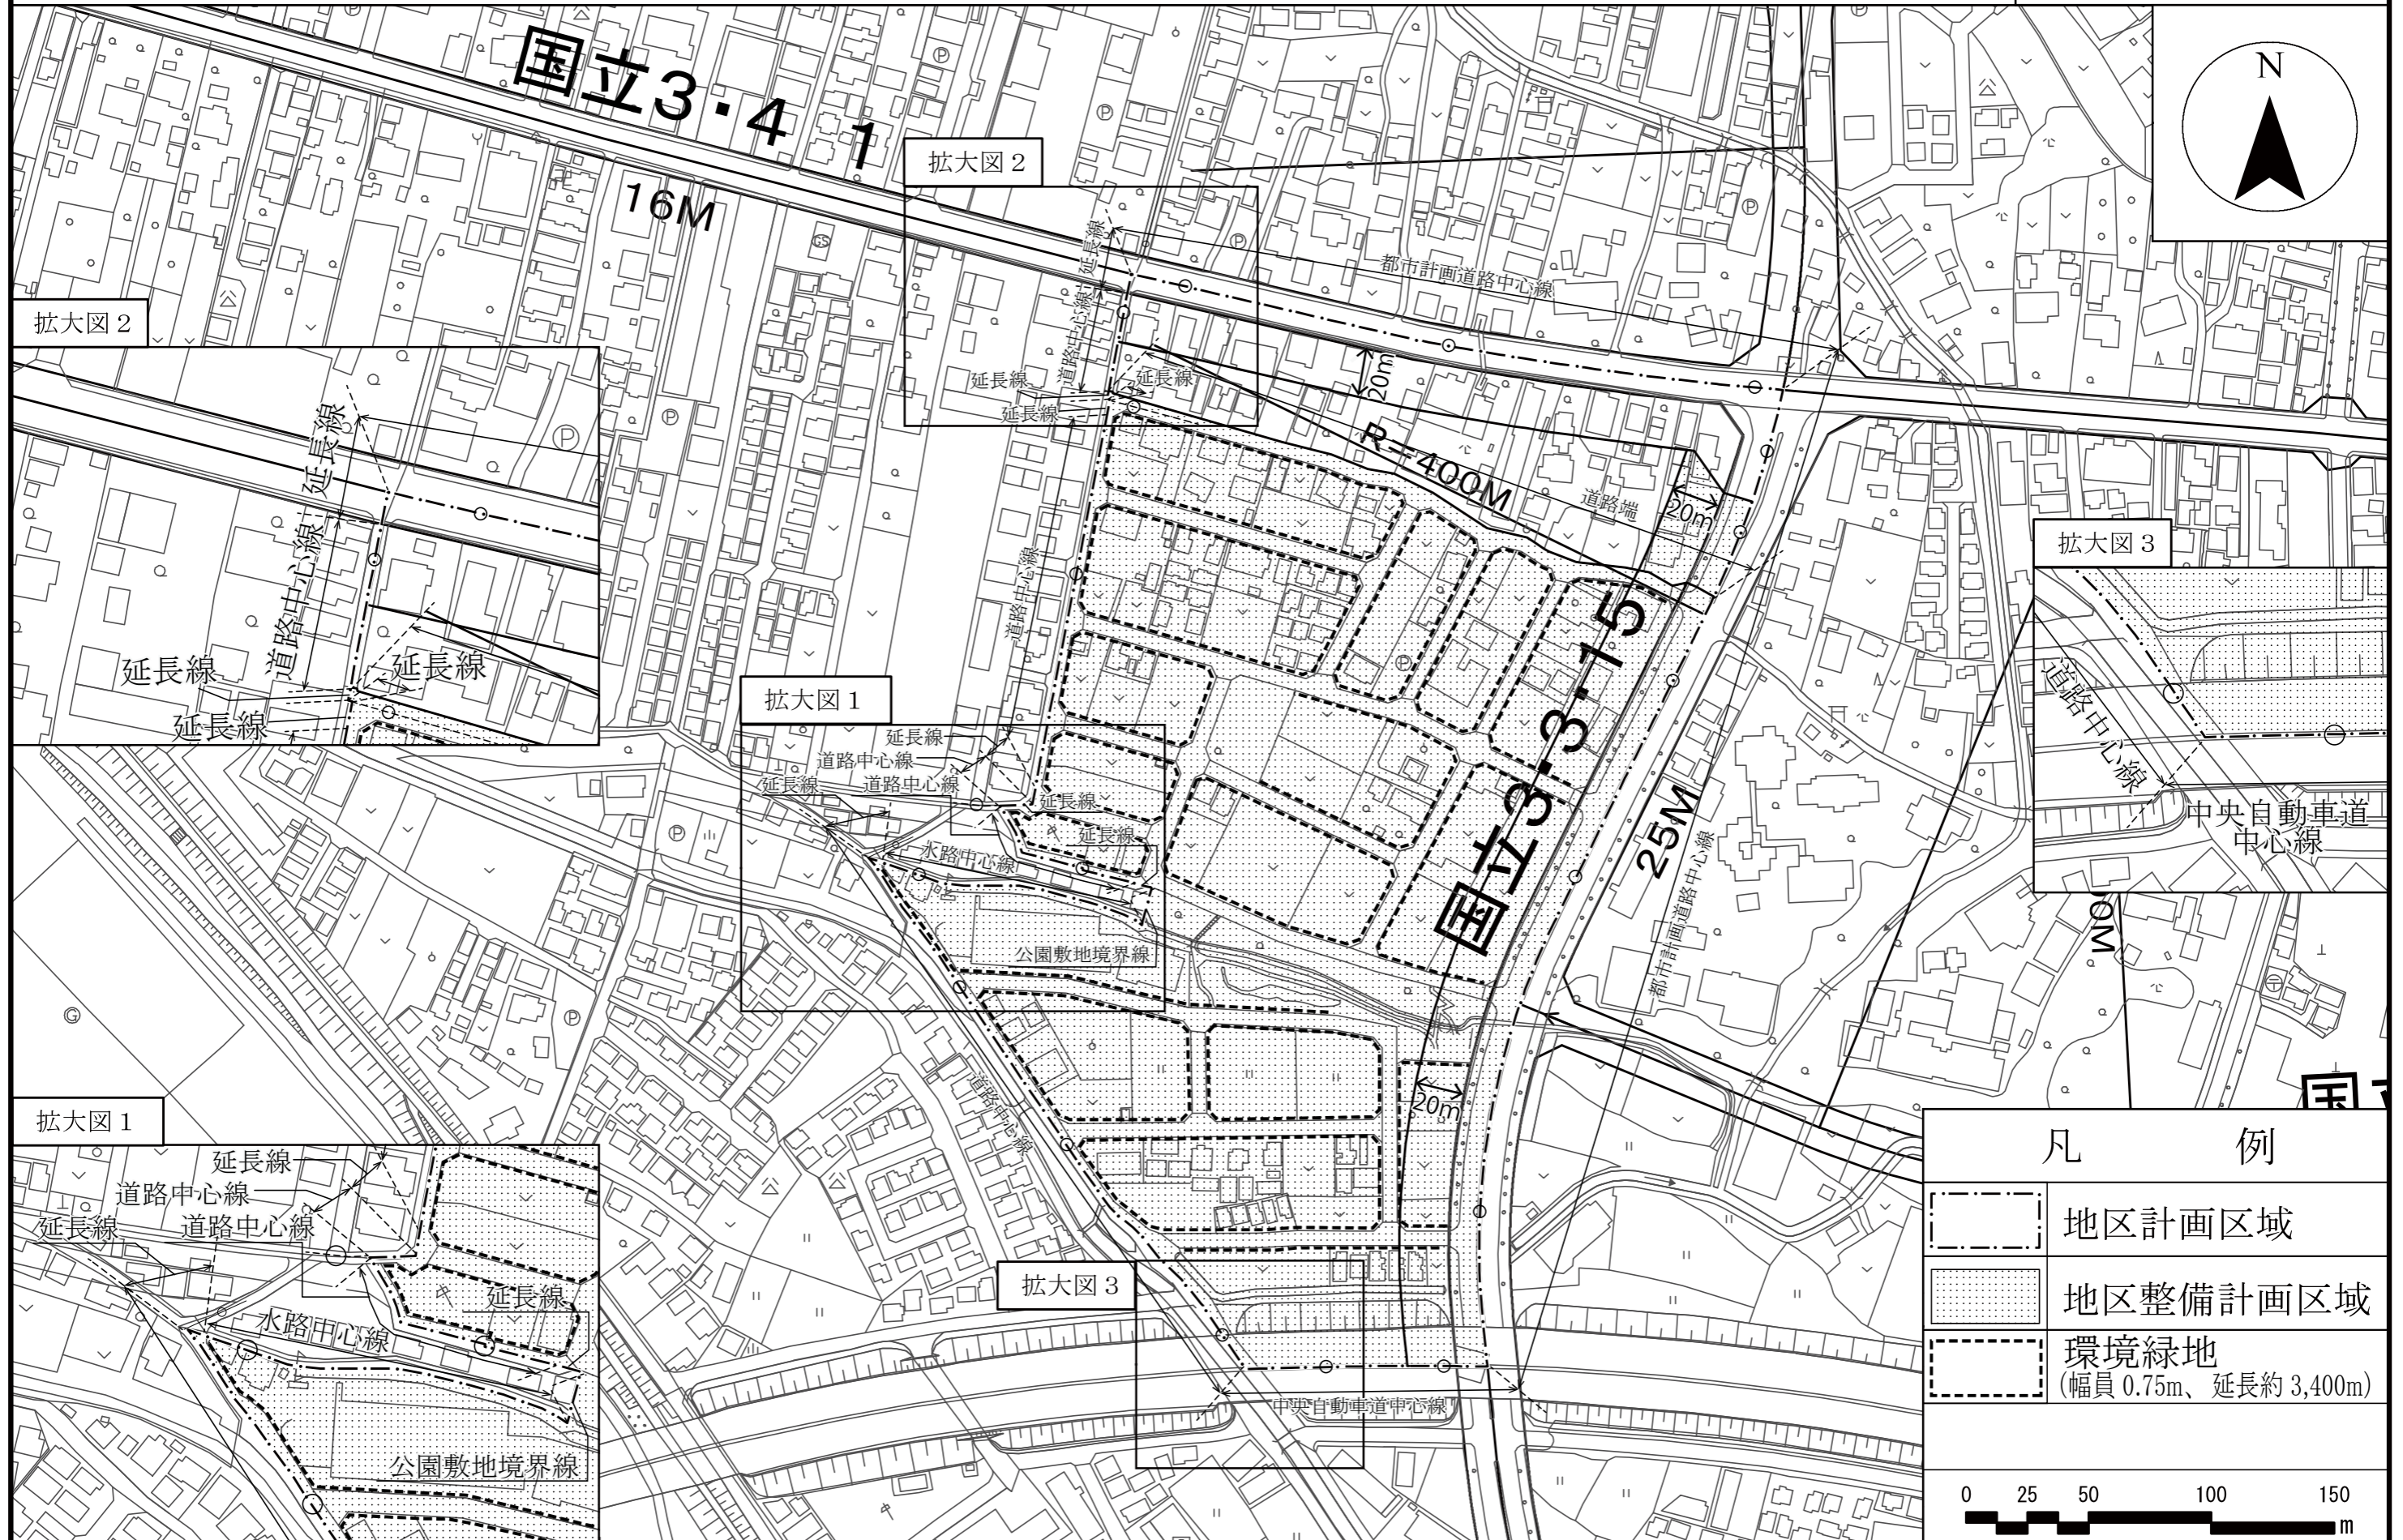 国立3・4 1
16M
N
拡大図2
延長線
都市計画道路中心線
道路中心線
延長線
延長線
延長線
20m
R=400M
道路端
20m
拡大図2
延長線
道路中心線
延長線
延長線
延長線
Ⓟ
拡大図3
道路中心線
中央自動車道
中心線
国立3・3・15
25M
都市計画道路中心線
道路中心線
拡大図1
延長線
道路中心線
延長線
道路中心線
延長線
延長線
水路中心線
公園敷地境界線
00M
20m
道路中心線
拡大図1
延長線
道路中心線
延長線
道路中心線
延長線
水路中心線
公園敷地境界線
拡大図3
中央自動車道中心線
国
凡 例
地区計画区域
地区整備計画区域
環境緑地
(幅員 0.75m、延長約 3,400m)
0 25 50 100 150
m